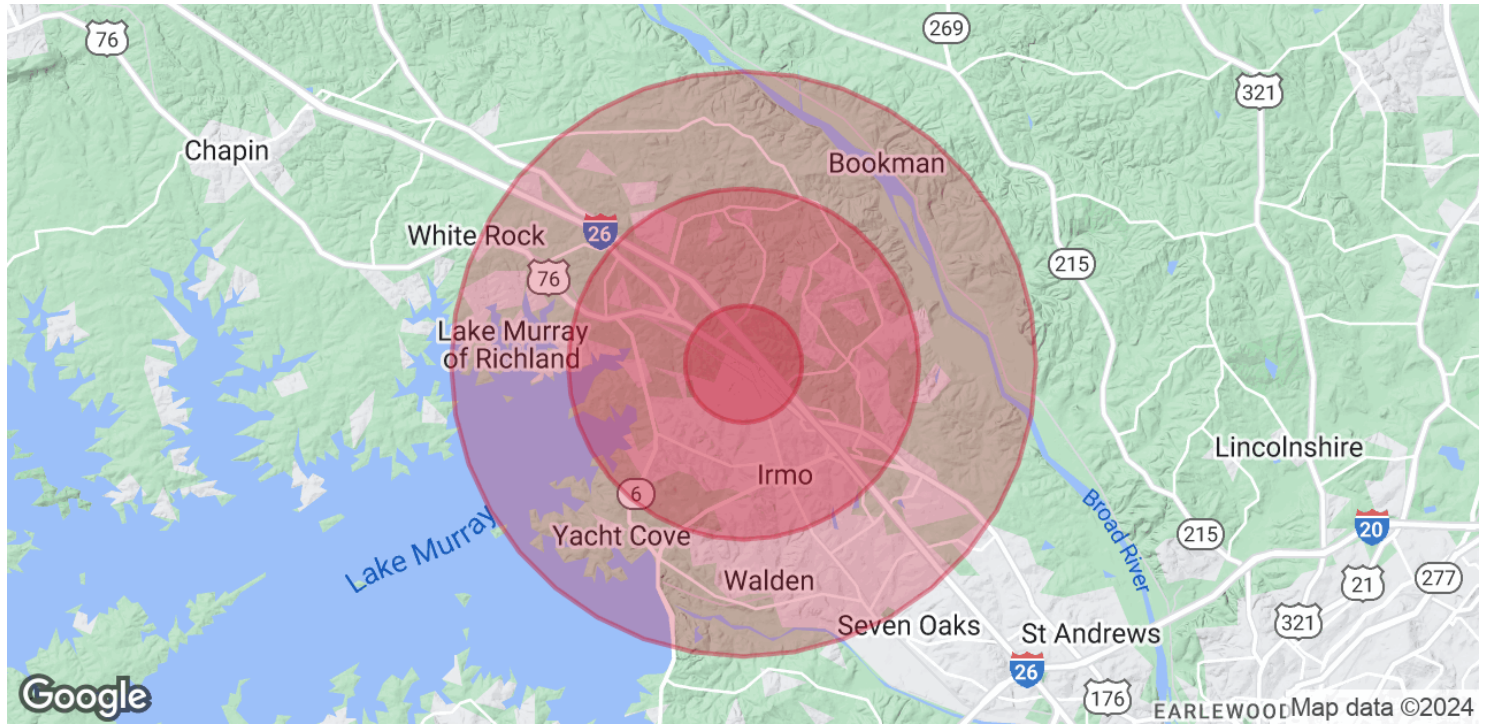 76
269
321
Chapin
Bookman
White Rock
26
215
76
Lake Murray
of Richland
Lincolnshire
Irmo
6
Broad River
Yacht Cove
Lake Murray
215
20
Walden
21
277
Seven Oaks
St Andrews
321
26
176
Google
EARLEWOOD
Map data ©2024